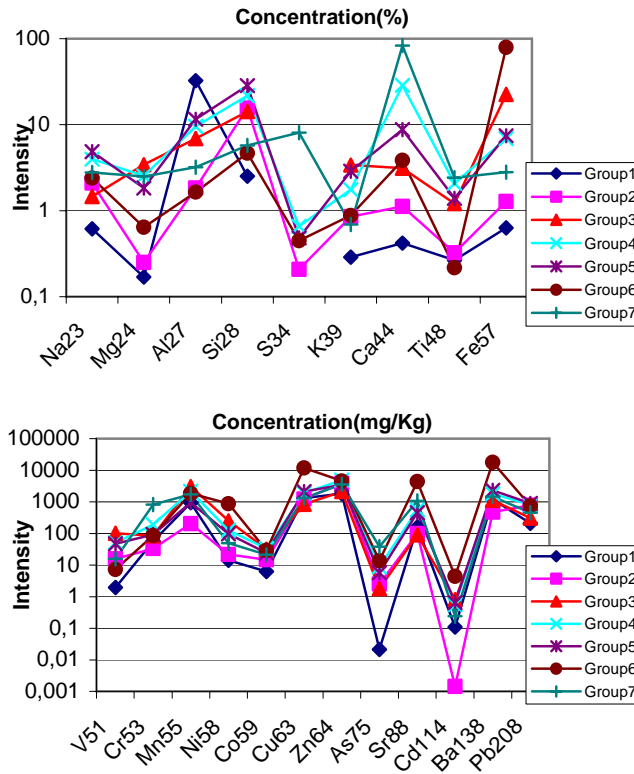 Concentration(%)
100
10
1
0,1
Intensity
Na23
Mg24
Al27
Si28
S34
K39
Ca44
Ti48
Fe57
Group1
Group2
Group3
Group4
Group5
Group6
Group7
Concentration(mg/Kg)
100000
10000
1000
100
10
1
0,1
0,01
0,001
Intensity
V51
Cr53
Mn55
Ni58
Co59
Cu63
Zn64
As75
Sr88
Cd114
Ba138
Pb208
Group1
Group2
Group3
Group4
Group5
Group6
Group7